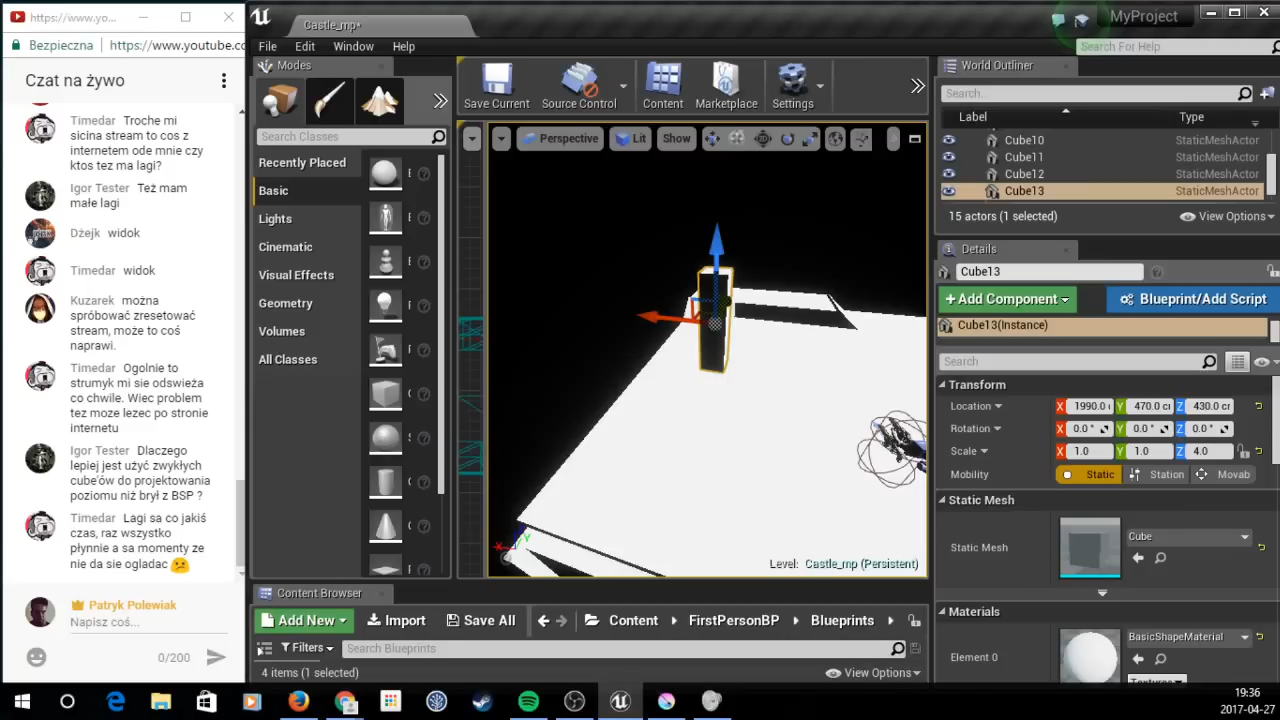 https://www.yo...
Bezpieczna
https://www.youtube.cc
Czat na żywo
Timedar Troche mi
sicina stream to cos z
internetem ode mnie czy
ktos tez ma lagi?
Igor Tester Też mam
małe lagi
Dżejk widok
Timedar widok
Kuzarek można
spróbować zresetować
stream, może to coś
naprawi.
Timedar Ogolnie to
strumyk mi sie odswieża
co chwile. Wiec problem
tez moze lezec po stronie
internetu
Igor Tester Dlaczego
lepiej jest użyć zwykłych
cube'ów do projektowania
poziomu niż brył z BSP ?
Timedar Lagi sa co jakiś
czas, raz wszystko
płynnie a sa momenty ze
nie da sie ogladac
Patryk Polewiak
Napisz coś...
0/200
Castle_mp*
MyProject
File Edit Window Help
Search For Help
Modes
Search Classes
Recently Placed
Basic
Lights
Cinematic
Visual Effects
Geometry
Volumes
All Classes
Save Current
Source Control
Content
Marketplace
Settings
Perspective
Lit
Show
Level: Castle_mp (Persistent)
World Outliner
Search...
Label Type
Cube10 StaticMeshActor
Cube11 StaticMeshActor
Cube12 StaticMeshActor
Cube13 StaticMeshActor
15 actors (1 selected)
View Options
Details
Cube13
+ Add Component
Blueprint/Add Script
Cube13(Instance)
Search
Transform
Location X 1990.0 Y 470.0 cm Z 430.0 cm
Rotation 0.0 ° 0.0 ° 0.0 °
Scale X 1.0 Y 1.0 Z 4.0
Mobility Static Station Movab
Static Mesh
Static Mesh
Cube
Materials
Element 0
BasicShapeMaterial
Textures
Content Browser
Add New
Import
Save All
Content
FirstPersonBP
Blueprints
Filters
Search Blueprints
4 items (1 selected)
View Options
19:36
2017-04-27